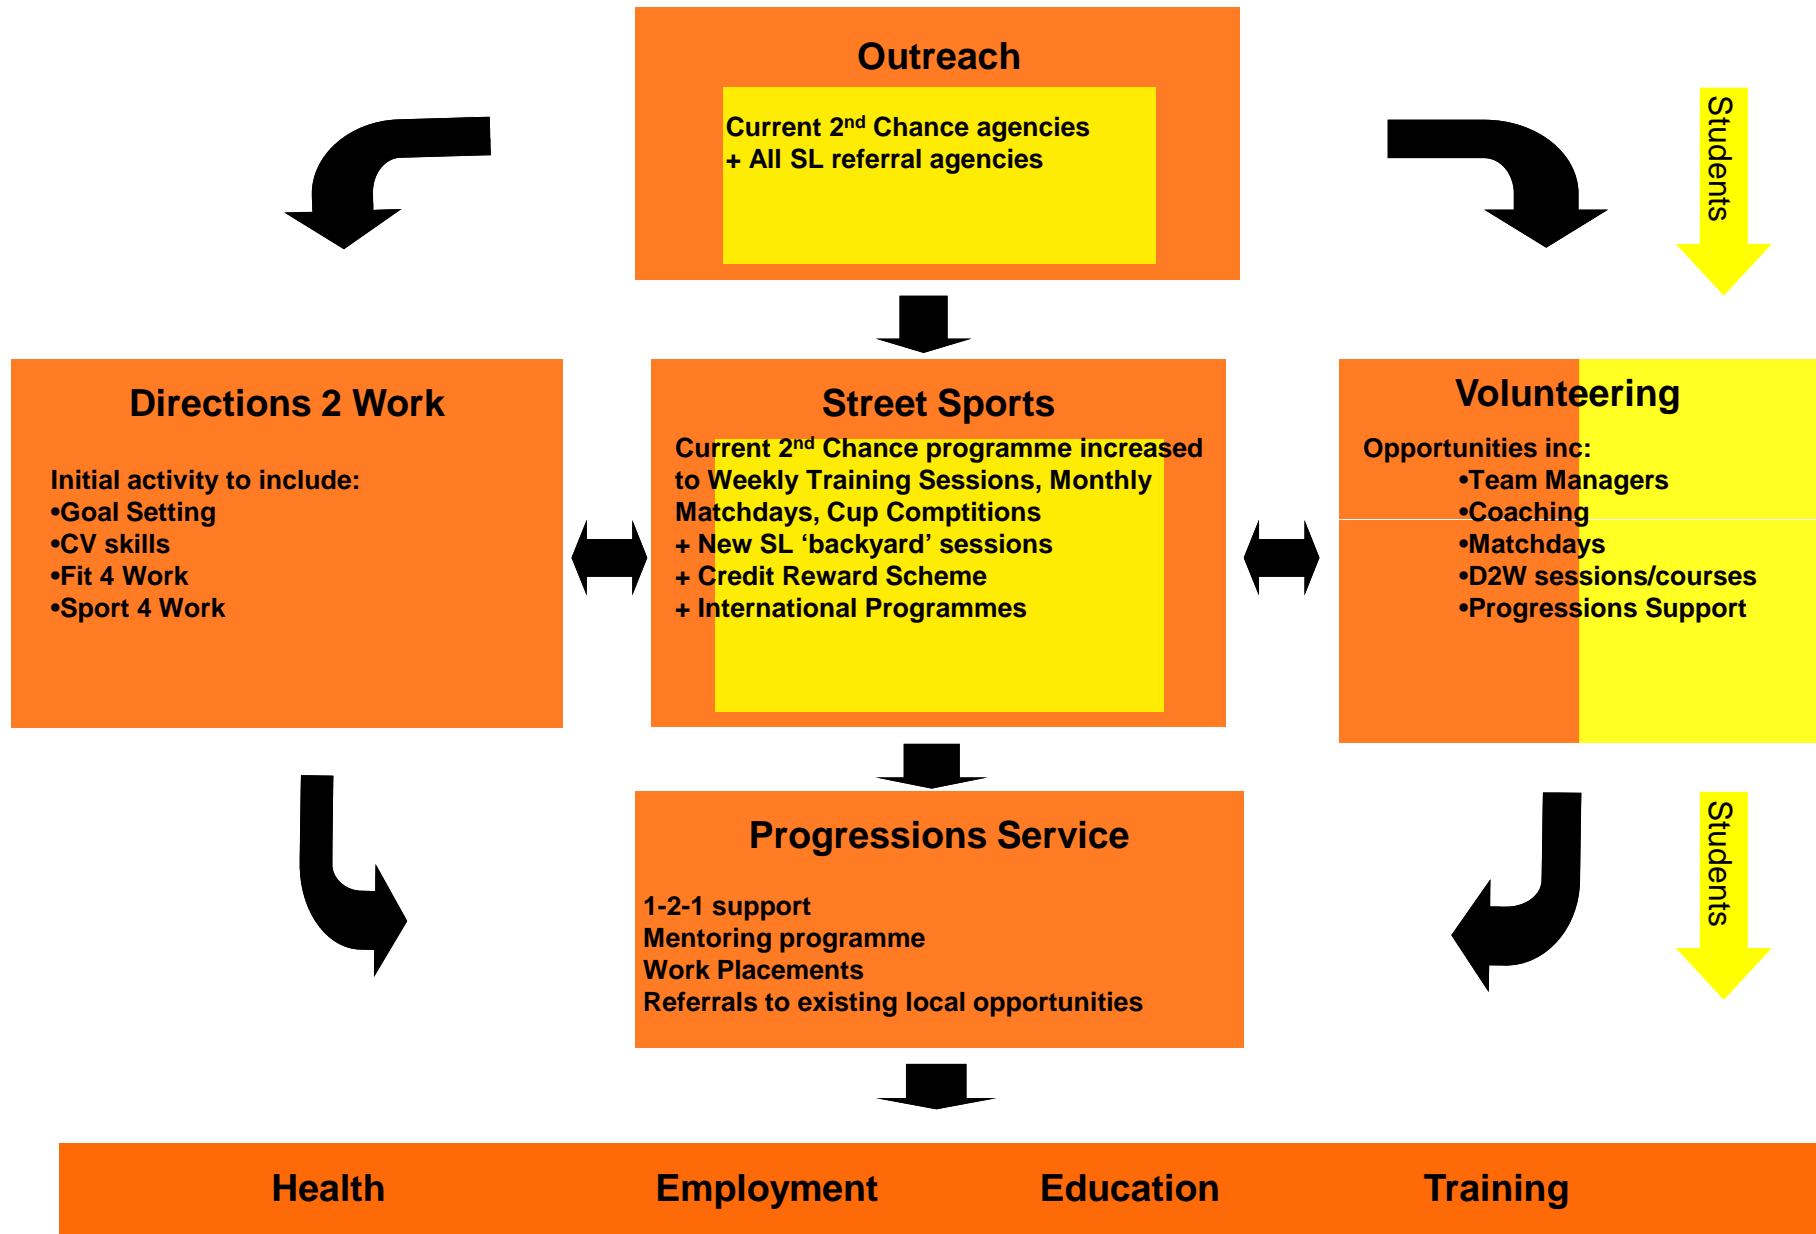 Outreach
Current 2nd Chance agencies
+ All SL referral agencies
Students
Directions 2 Work
Initial activity to include:
•Goal Setting
•CV skills
•Fit 4 Work
•Sport 4 Work
Street Sports
Current 2nd Chance programme increased
to Weekly Training Sessions, Monthly
Matchdays, Cup Comptitions
+ New SL ‘backyard’ sessions
+ Credit Reward Scheme
+ International Programmes
Volunteering
Opportunities inc:
•Team Managers
•Coaching
•Matchdays
•D2W sessions/courses
•Progressions Support
Progressions Service
1-2-1 support
Mentoring programme
Work Placements
Referrals to existing local opportunities
Students
Health Employment Education Training